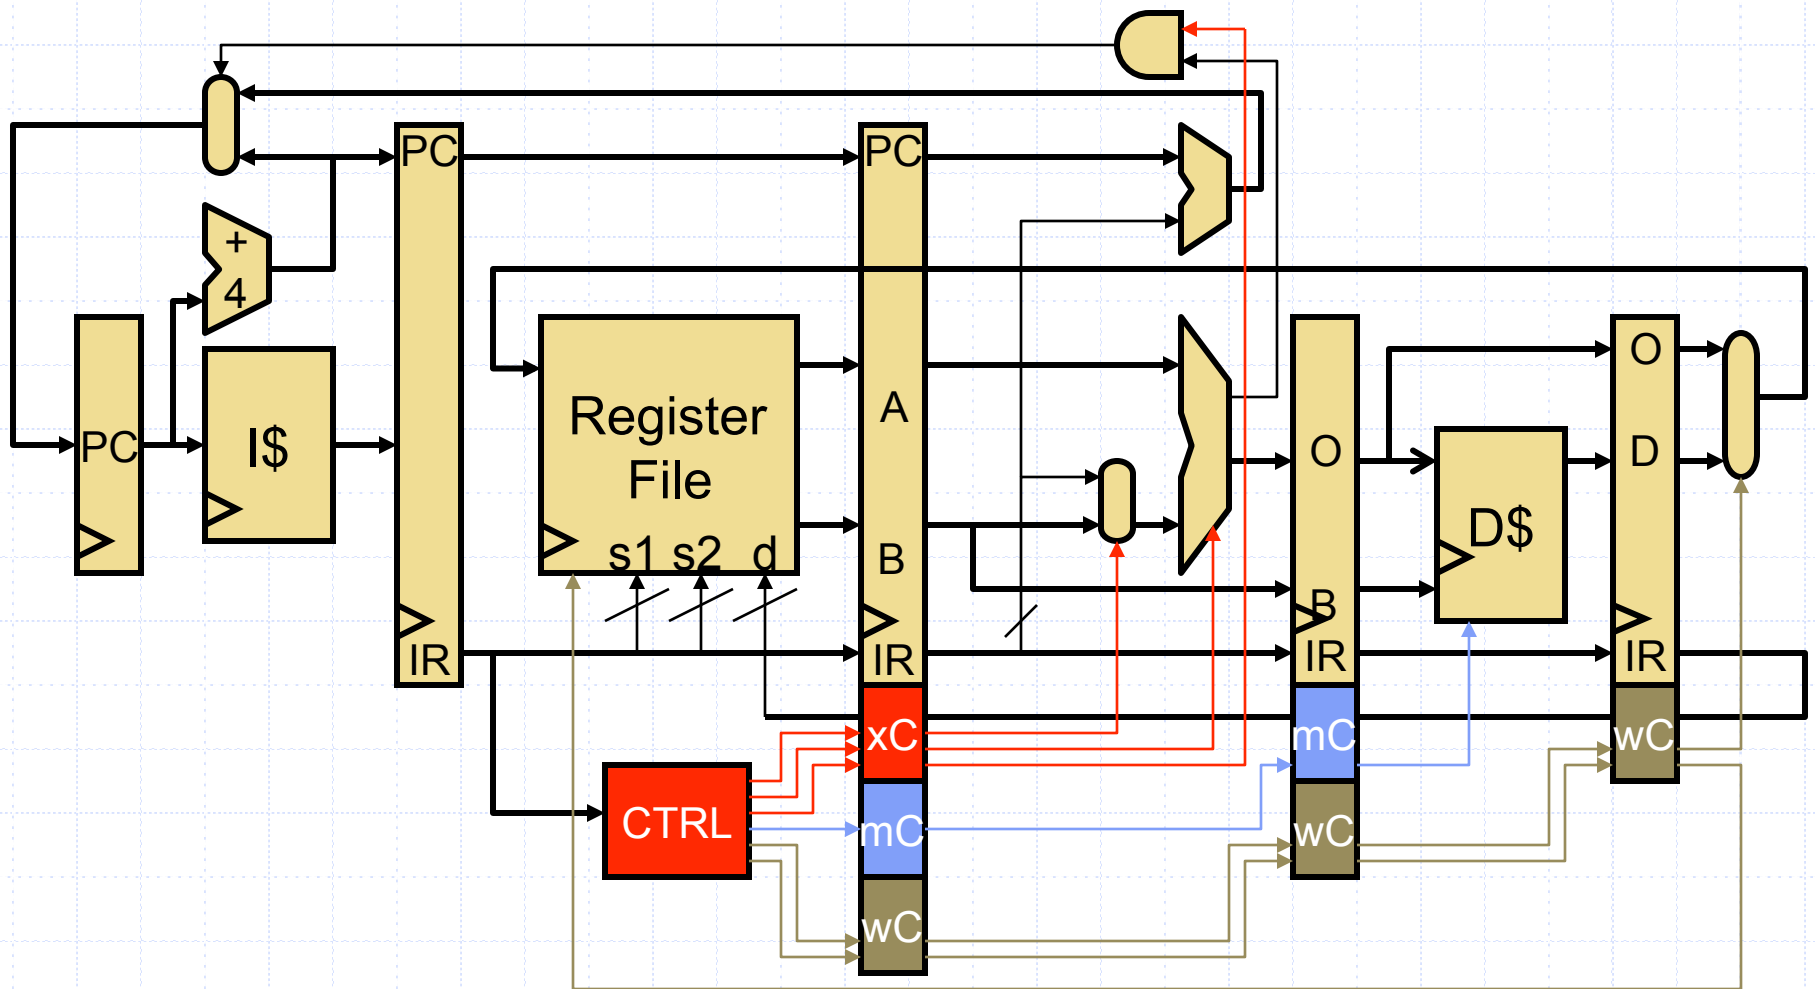 PC
PC
+
4
PC
I$
Register
File
s1 s2 d
A
B
O
B
D$
O
D
IR
IR
IR
IR
xC
mC
wC
CTRL
mC
wC
wC